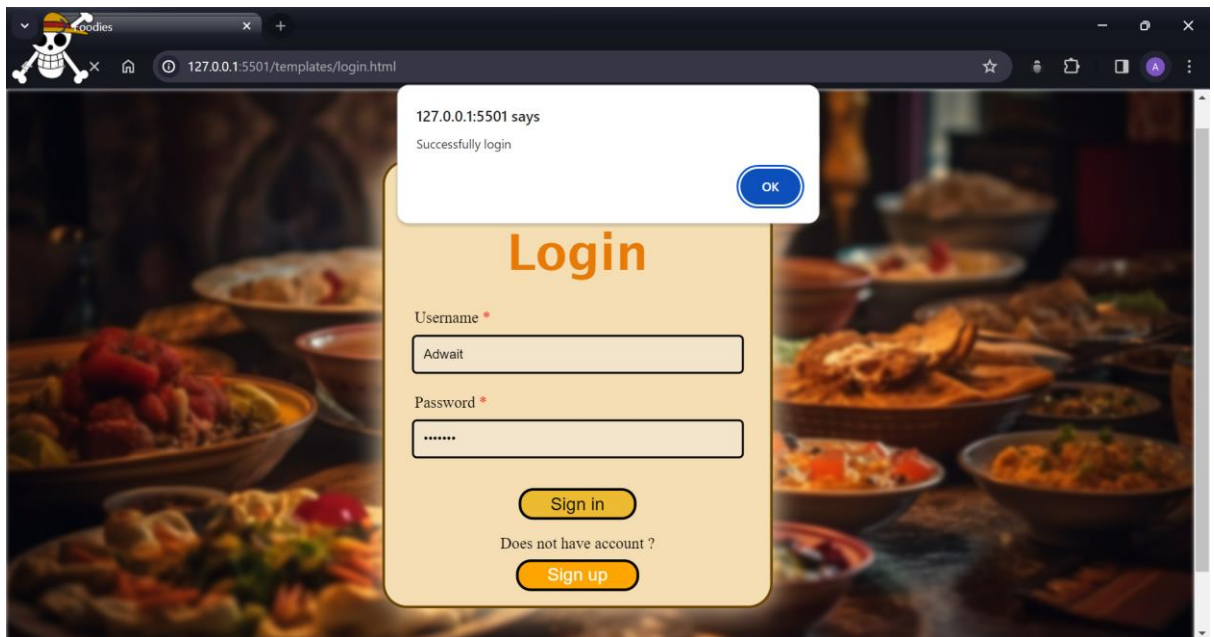 oodies
127.0.0.1:5501/templates/login.html
A
127.0.0.1:5501 says
Successfully login
OK
Login
Username *
Adwait
Password *
•••••••
Sign in
Does not have account ?
Sign up